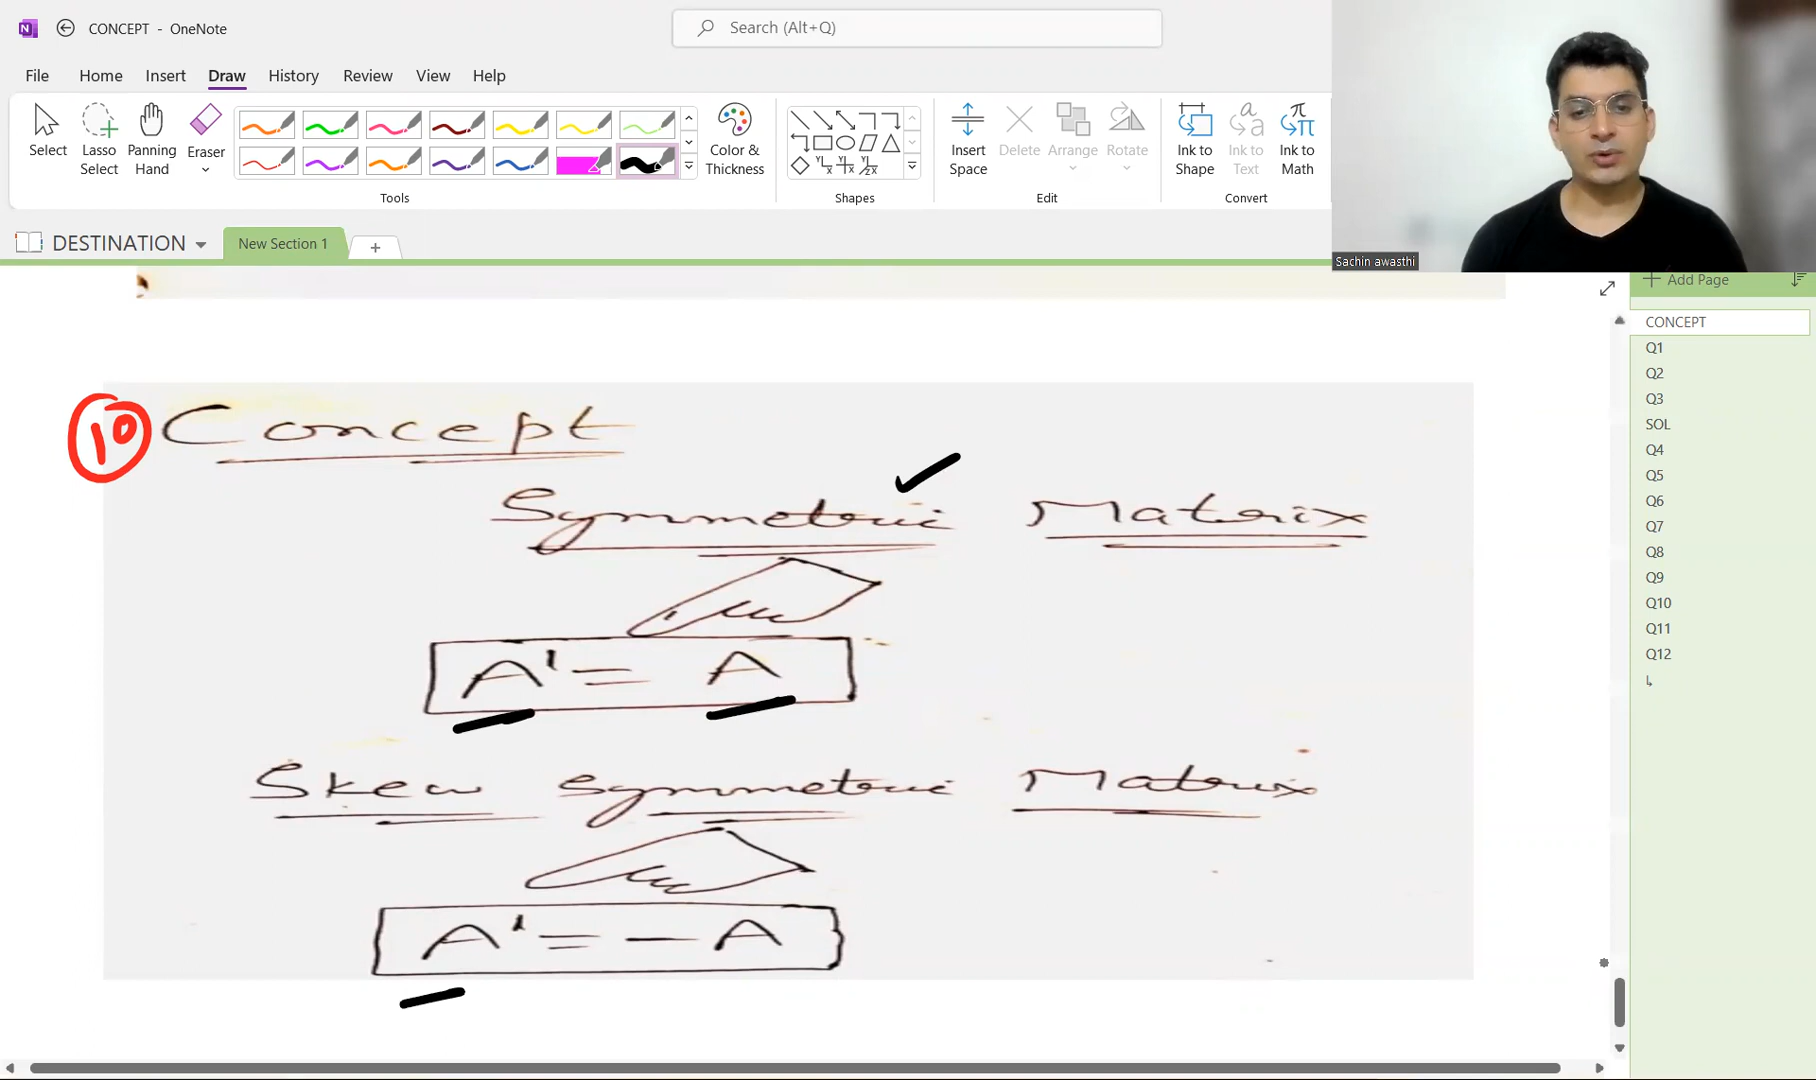 CONCEPT - OneNote
Search (Alt+Q)
File Home Insert Draw History Review View Help
Select
Lasso Select
Panning Hand
Eraser
Color & Thickness
Insert Space
Delete
Arrange
Rotate
Ink to Shape
Ink to Text
Ink to Math
Tools
Shapes
Edit
Convert
Sachin awasthi
DESTINATION
New Section 1
Add Page
CONCEPT
Q1
Q2
Q3
SOL
Q4
Q5
Q6
Q7
Q8
Q9
Q10
Q11
Q12
10 Concept
Symmetric Matrix
A' = A
Skew Symmetric Matrix
A' = - A